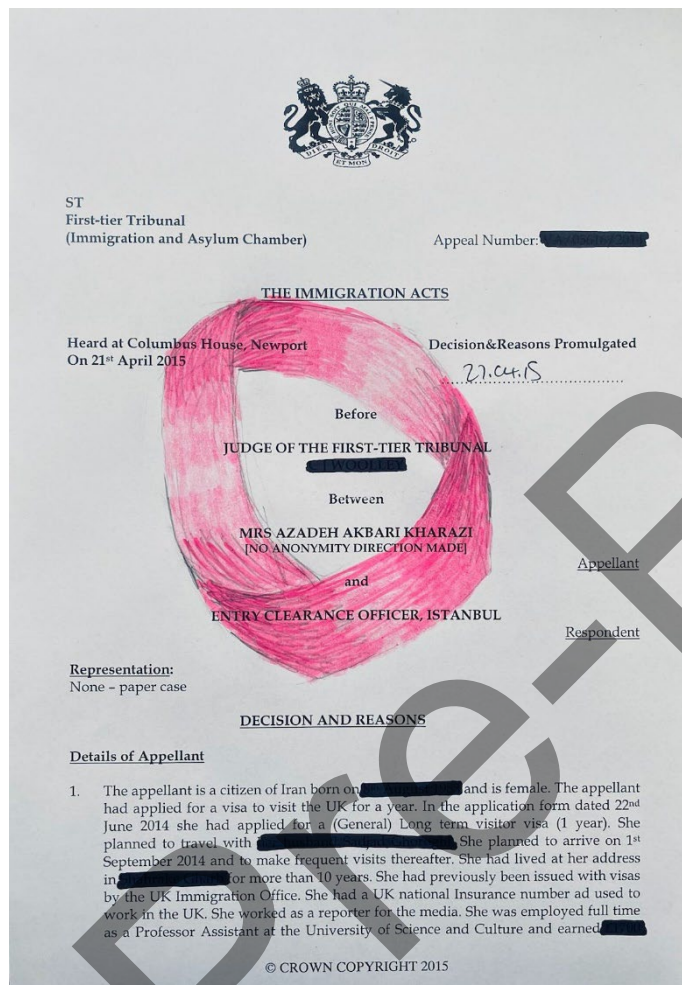 DIEU ET MON DROIT
ST
First-tier Tribunal
(Immigration and Asylum Chamber)
Appeal Number:
THE IMMIGRATION ACTS
Heard at Columbus House, Newport
On 21st April 2015
Decision&Reasons Promulgated
27.04.15
Before
JUDGE OF THE FIRST-TIER TRIBUNAL
Between
MRS AZADEH AKBARI KHARAZI
[NO ANONYMITY DIRECTION MADE]
Appellant
and
ENTRY CLEARANCE OFFICER, ISTANBUL
Respondent
Representation:
None – paper case
DECISION AND REASONS
Details of Appellant
1. The appellant is a citizen of Iran born on and is female. The appellant
had applied for a visa to visit the UK for a year. In the application form dated 22nd
June 2014 she had applied for a (General) Long term visitor visa (1 year). She
planned to travel with She planned to arrive on 1st
September 2014 and to make frequent visits thereafter. She had lived at her address
in for more than 10 years. She had previously been issued with visas
by the UK Immigration Office. She had a UK national Insurance number ad used to
work in the UK. She worked as a reporter for the media. She was employed full time
as a Professor Assistant at the University of Science and Culture and earned
© CROWN COPYRIGHT 2015
Pre-P